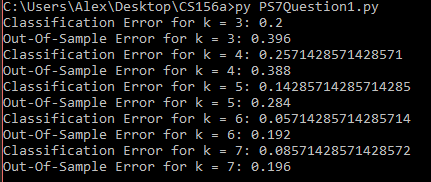 C:\Users\Alex\Desktop\CS156a>py PS7Question1.py
Classification Error for k = 3: 0.2
Out-Of-Sample Error for k = 3: 0.396
Classification Error for k = 4: 0.2571428571428571
Out-Of-Sample Error for k = 4: 0.388
Classification Error for k = 5: 0.14285714285714285
Out-Of-Sample Error for k = 5: 0.284
Classification Error for k = 6: 0.05714285714285714
Out-Of-Sample Error for k = 6: 0.192
Classification Error for k = 7: 0.08571428571428572
Out-Of-Sample Error for k = 7: 0.196